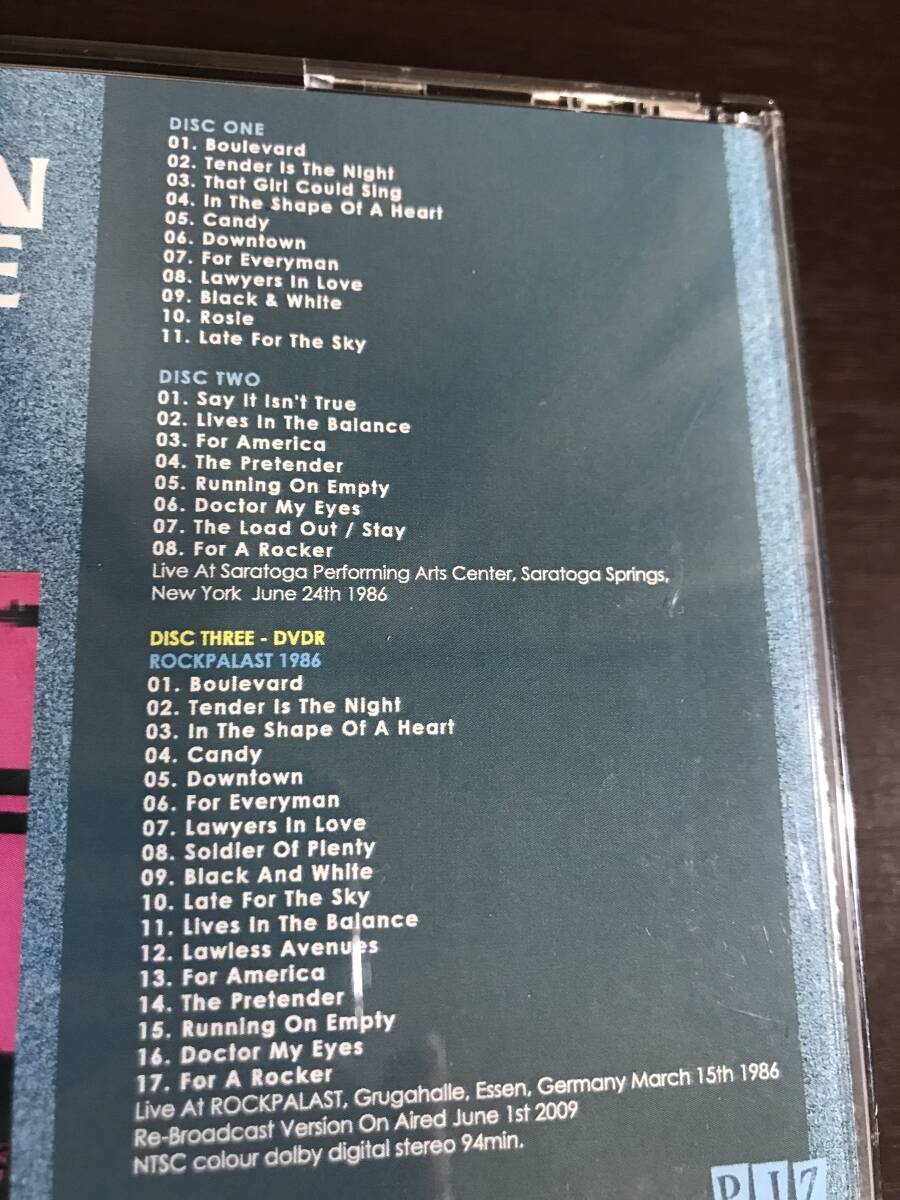 N
E
DISC ONE
01. Boulevard
02. Tender Is The Night
03. That Girl Could Sing
04. In The Shape Of A Heart
05. Candy
06. Downtown
07. For Everyman
08. Lawyers In Love
09. Black & White
10. Rosie
11. Late For The Sky
DISC TWO
01. Say It Isn't True
02. Lives In The Balance
03. For America
04. The Pretender
05. Running On Empty
06. Doctor My Eyes
07. The Load Out / Stay
08. For A Rocker
Live At Saratoga Performing Arts Center, Saratoga Springs,
New York June 24th 1986
DISC THREE - DVDR
ROCKPALAST 1986
01. Boulevard
02. Tender Is The Night
03. In The Shape Of A Heart
04. Candy
05. Downtown
06. For Everyman
07. Lawyers In Love
08. Soldier Of Plenty
09. Black And White
10. Late For The Sky
11. Lives In The Balance
12. Lawless Avenues
13. For America
14. The Pretender
15. Running On Empty
16. Doctor My Eyes
17. For A Rocker
Live At ROCKPALAST, Grugahalle, Essen, Germany March 15th 1986
Re-Broadcast Version On Aired June 1st 2009
NTSC colour dolby digital stereo 94min.